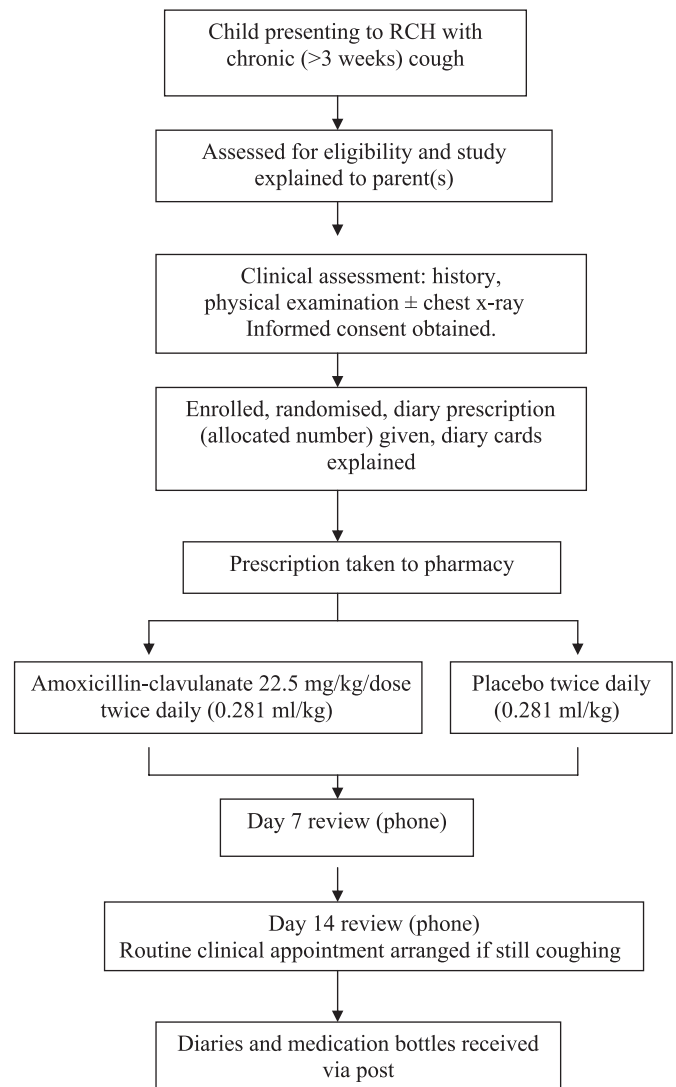 Child presenting to RCH with
chronic (>3 weeks) cough
Assessed for eligibility and study
explained to parent(s)
Clinical assessment: history,
physical examination ± chest x-ray
Informed consent obtained.
Enrolled, randomised, diary prescription
(allocated number) given, diary cards
explained
Prescription taken to pharmacy
Amoxicillin-clavulanate 22.5 mg/kg/dose
twice daily (0.281 ml/kg)
Placebo twice daily
(0.281 ml/kg)
Day 7 review (phone)
Day 14 review (phone)
Routine clinical appointment arranged if still coughing
Diaries and medication bottles received
via post